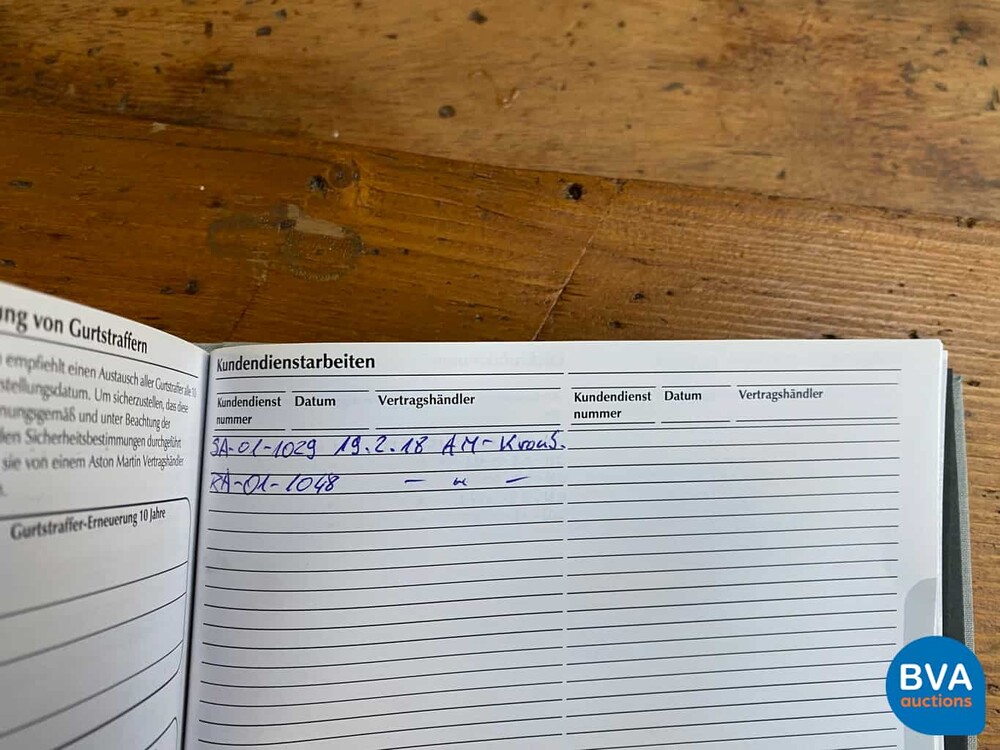 ng von Gurtstraffern
empfiehlt einen Austausch aller Gurtstraffer alle 10
stellungsdatum. Um sicherzustellen, dass diese
nungsgemäß und unter Beachtung der
len Sicherheitsbestimmungen durchgeführt
sie von einem Aston Martin Vertragshändler
Gurtstraffer-Erneuerung 10 Jahre
Kundendienstarbeiten
Kundendienst nummer Datum Vertragshändler
SA-01-1029 19.2.18 AM-Kraus.
RA-01-1048 - " -
Kundendienst nummer Datum Vertragshändler
BVA
auctions